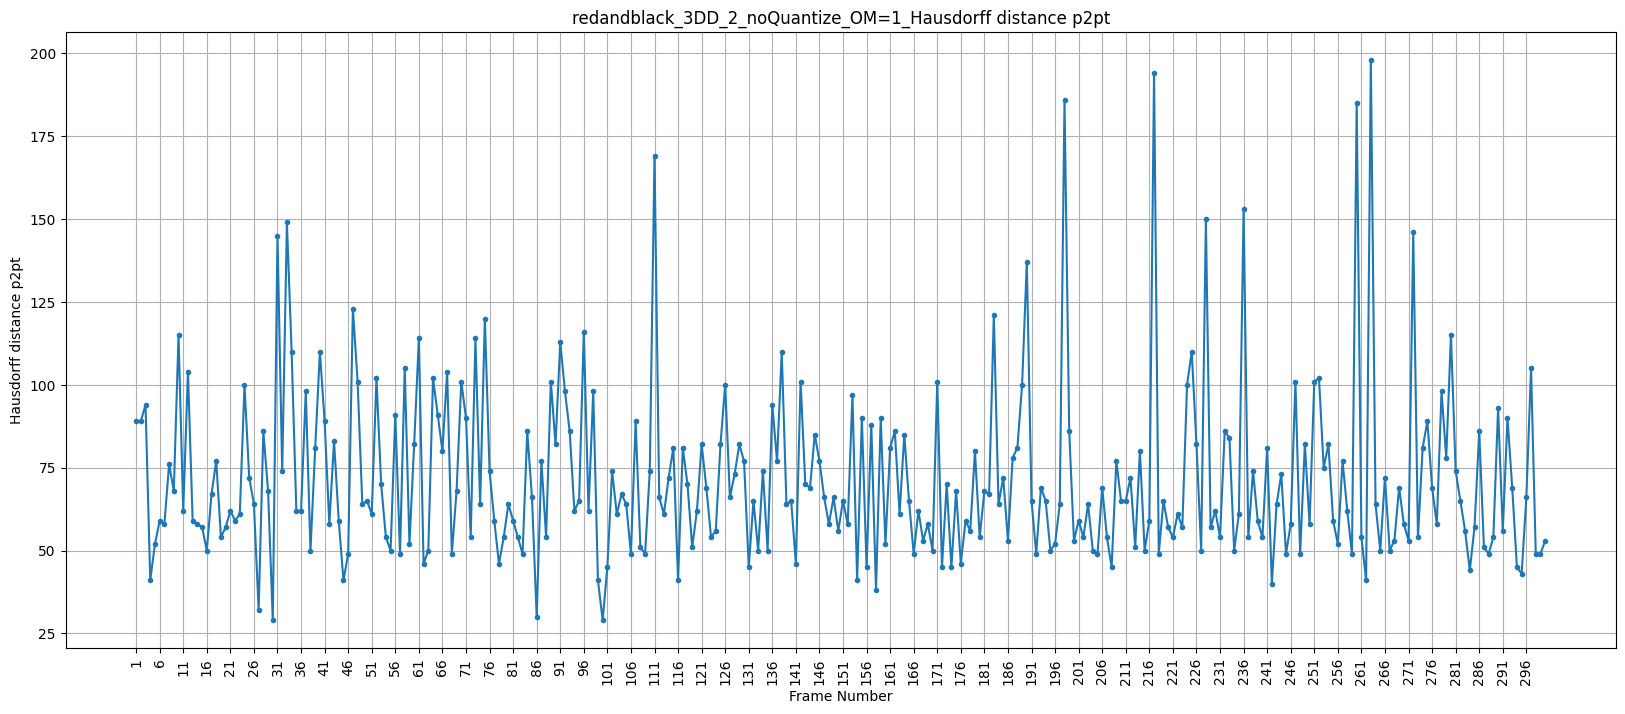 redandblack_3DD_2_noQuantize_OM=1_Hausdorff distance p2pt
Hausdorff distance p2pt
200
175
150
125
100
75
50
25
1 6 11 16 21 26 31 36 41 46 51 56 61 66 71 76 81 86 91 96 101 106 111 116 121 126 131 136 141 146 151 156 161 166 171 176 181 186 191 196 201 206 211 216 221 226 231 236 241 246 251 256 261 266 271 276 281 286 291 296
Frame Number